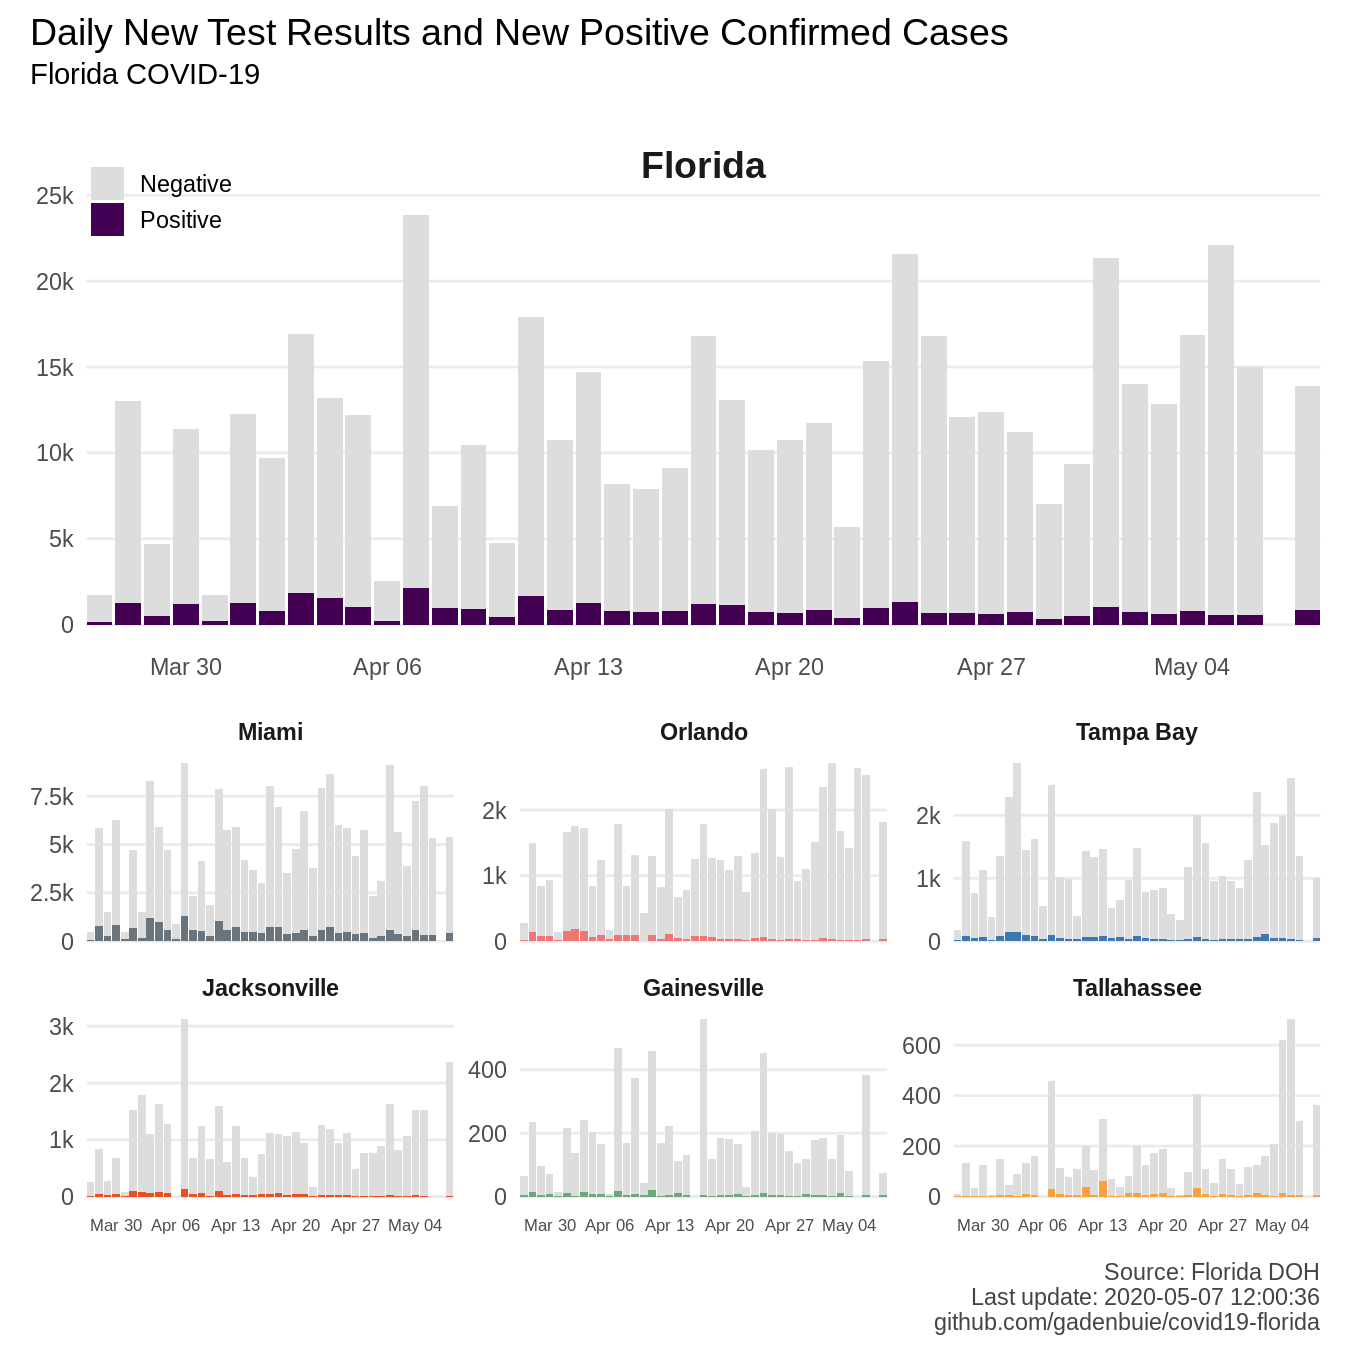 Daily New Test Results and New Positive Confirmed Cases
Florida COVID-19
Florida
Negative
Positive
25k
20k
15k
10k
5k
0
Mar 30 Apr 06 Apr 13 Apr 20 Apr 27 May 04
Miami
7.5k
5k
2.5k
0
Orlando
2k
1k
0
Tampa Bay
2k
1k
0
Jacksonville
3k
2k
1k
0
Mar 30 Apr 06 Apr 13 Apr 20 Apr 27 May 04
Gainesville
400
200
0
Mar 30 Apr 06 Apr 13 Apr 20 Apr 27 May 04
Tallahassee
600
400
200
0
Mar 30 Apr 06 Apr 13 Apr 20 Apr 27 May 04
Source: Florida DOH
Last update: 2020-05-07 12:00:36
github.com/gadenbuie/covid19-florida